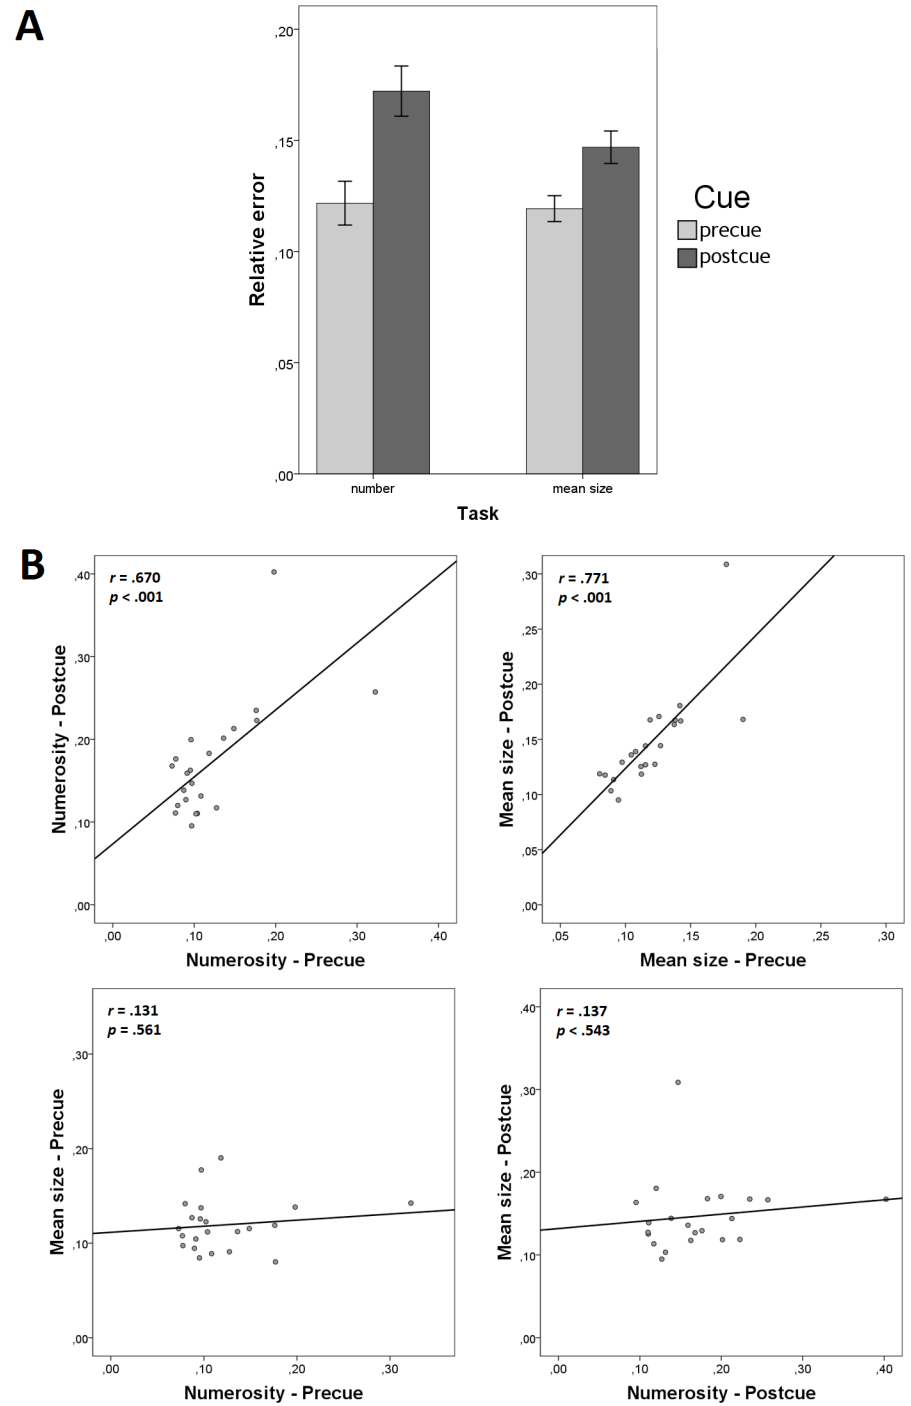 A
,20
,15
,10
,05
,00
Relative error
number
mean size
Task
Cue
precue
postcue
B
r = .670
p < .001
,40
,30
,20
,10
,00
Numerosity - Postcue
,00 ,10 ,20 ,30 ,40
Numerosity - Precue
r = .771
p < .001
,30
,25
,20
,15
,10
,05
,00
Mean size - Postcue
,05 ,10 ,15 ,20 ,25 ,30
Mean size - Precue
r = .131
p = .561
,30
,20
,10
,00
Mean size - Precue
,00 ,10 ,20 ,30
Numerosity - Precue
r = .137
p < .543
,40
,30
,20
,10
,00
Mean size - Postcue
,00 ,10 ,20 ,30 ,40
Numerosity - Postcue